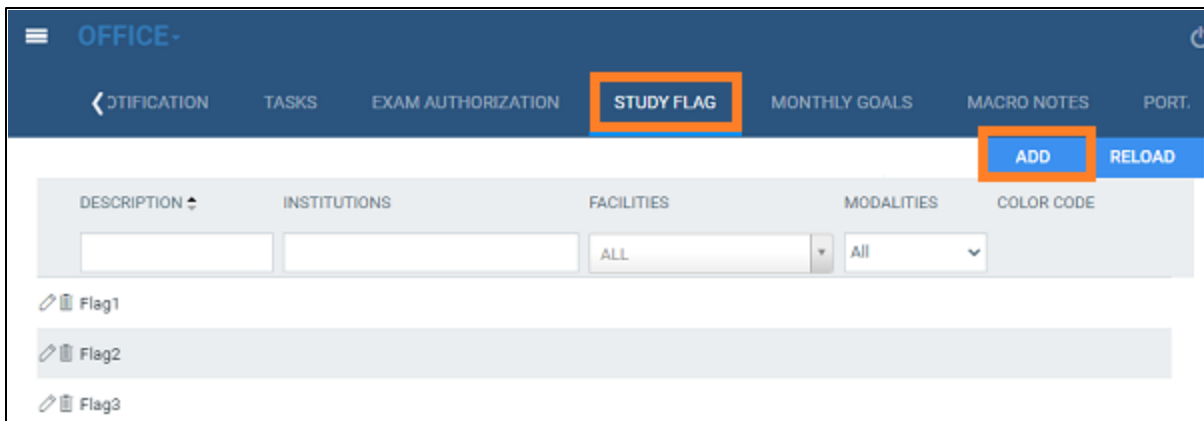 OFFICE
OTIFICATION TASKS EXAM AUTHORIZATION STUDY FLAG MONTHLY GOALS MACRO NOTES PORT
ADD RELOAD
DESCRIPTION INSTITUTIONS FACILITIES MODALITIES COLOR CODE
ALL All
Flag1
Flag2
Flag3